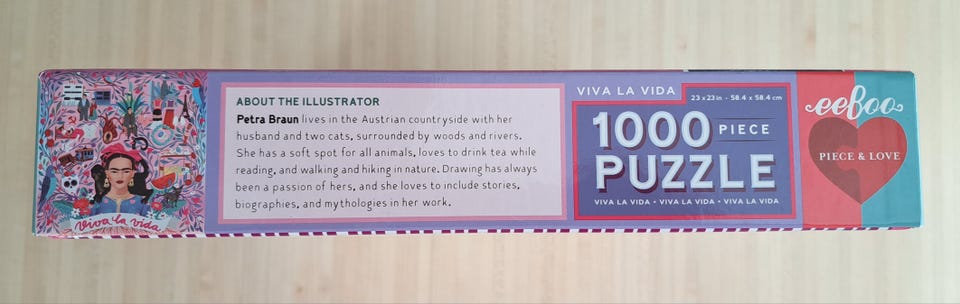 viva la vida
ABOUT THE ILLUSTRATOR
Petra Braun lives in the Austrian countryside with her
husband and two cats, surrounded by woods and rivers.
She has a soft spot for all animals, loves to drink tea while
reading, and walking and hiking in nature. Drawing has always
been a passion of hers, and she loves to include stories,
biographies, and mythologies in her work.
VIVA LA VIDA
23 x 23 in · 58.4 x 58.4 cm
1000 PIECE
PUZZLE
VIVA LA VIDA • VIVA LA VIDA • VIVA LA VIDA
eeBoo
PIECE & LOVE